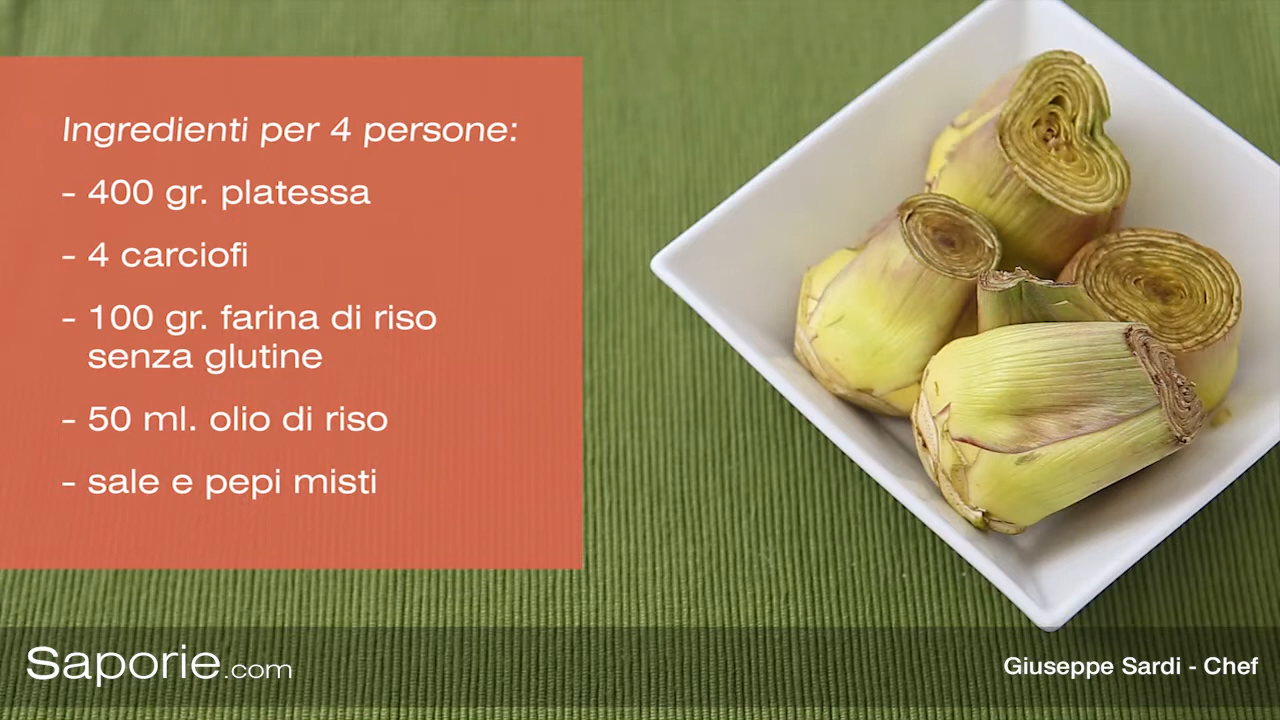 Ingredienti per 4 persone:
- 400 gr. platessa
- 4 carciofi
- 100 gr. farina di riso
senza glutine
- 50 ml. olio di riso
- sale e pepi misti
Saporie.com
Giuseppe Sardi - Chef